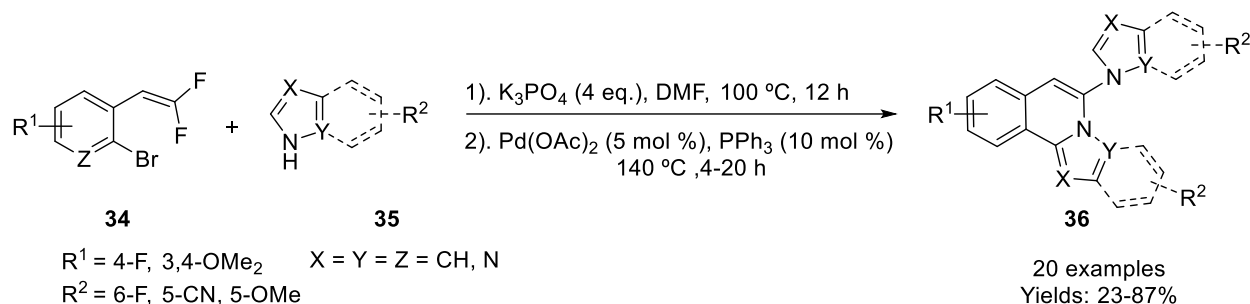 R¹
Z
Br
F
F
34
+
X
Y
N
H
R²
35
1). K₃PO₄ (4 eq.), DMF, 100 ºC, 12 h
2). Pd(OAc)₂ (5 mol %), PPh₃ (10 mol %)
140 ºC ,4-20 h
X
Y
N
R²
R¹
N
Y
X
R²
36
R¹ = 4-F, 3,4-OMe₂
X = Y = Z = CH, N
R² = 6-F, 5-CN, 5-OMe
20 examples
Yields: 23-87%